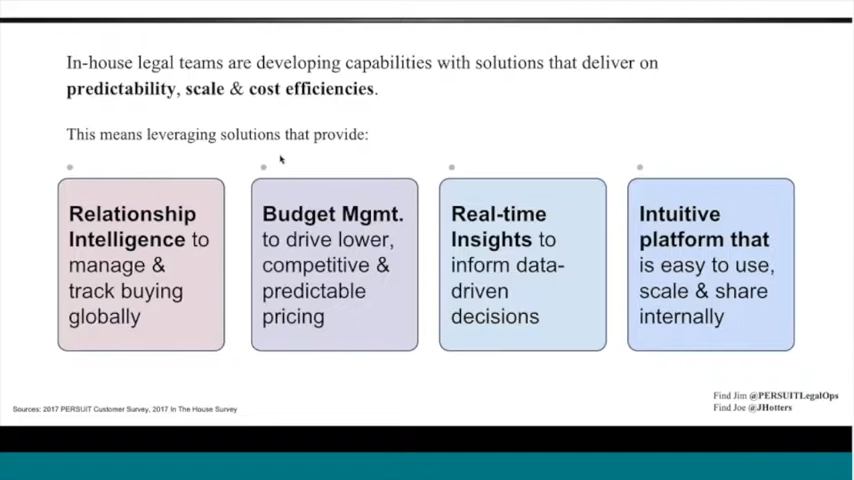 In-house legal teams are developing capabilities with solutions that deliver on
predictability, scale & cost efficiencies.
This means leveraging solutions that provide:
Relationship
Intelligence to
manage &
track buying
globally
Budget Mgmt.
to drive lower,
competitive &
predictable
pricing
Real-time
Insights to
inform data-
driven
decisions
Intuitive
platform that
is easy to use,
scale & share
internally
Sources: 2017 PERSUIT Customer Survey, 2017 In The House Survey
Find Jim @PERSUITLegalOps
Find Joe @JHotters